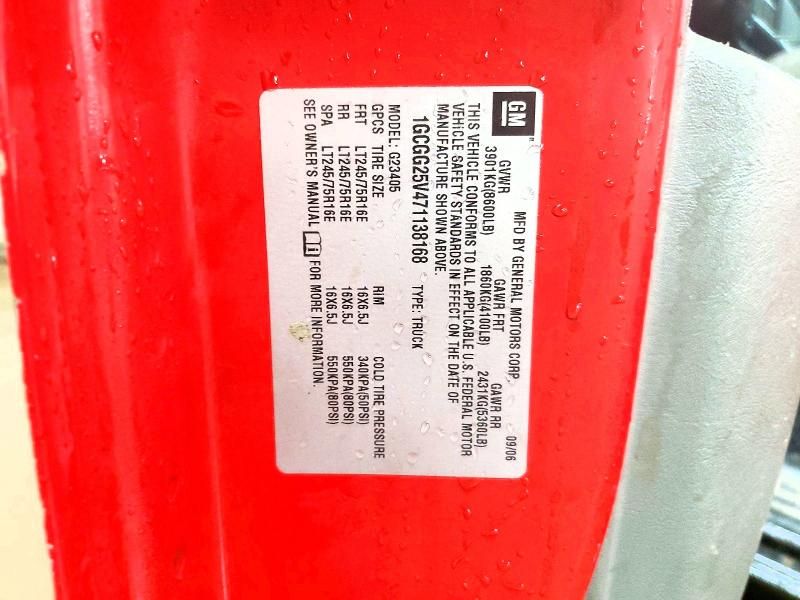 GM
MFD BY GENERAL MOTORS CORP. 09/06
GVWR GAWR FRT GAWR RR
3901KG(8600LB) 1860KG(4100LB) 2431KG(5360LB)
THIS VEHICLE CONFORMS TO ALL APPLICABLE U.S. FEDERAL MOTOR
VEHICLE SAFETY STANDARDS IN EFFECT ON THE DATE OF
MANUFACTURE SHOWN ABOVE.
1GCGG25V471138168 TYPE: TRUCK
MODEL: G23405
GPCS TIRE SIZE RIM COLD TIRE PRESSURE
FRT LT245/75R16E 16X6.5J 340KPA(50PSI)
RR LT245/75R16E 16X6.5J 550KPA(80PSI)
SPA LT245/75R16E 16X6.5J 550KPA(80PSI)
SEE OWNER'S MANUAL FOR MORE INFORMATION.